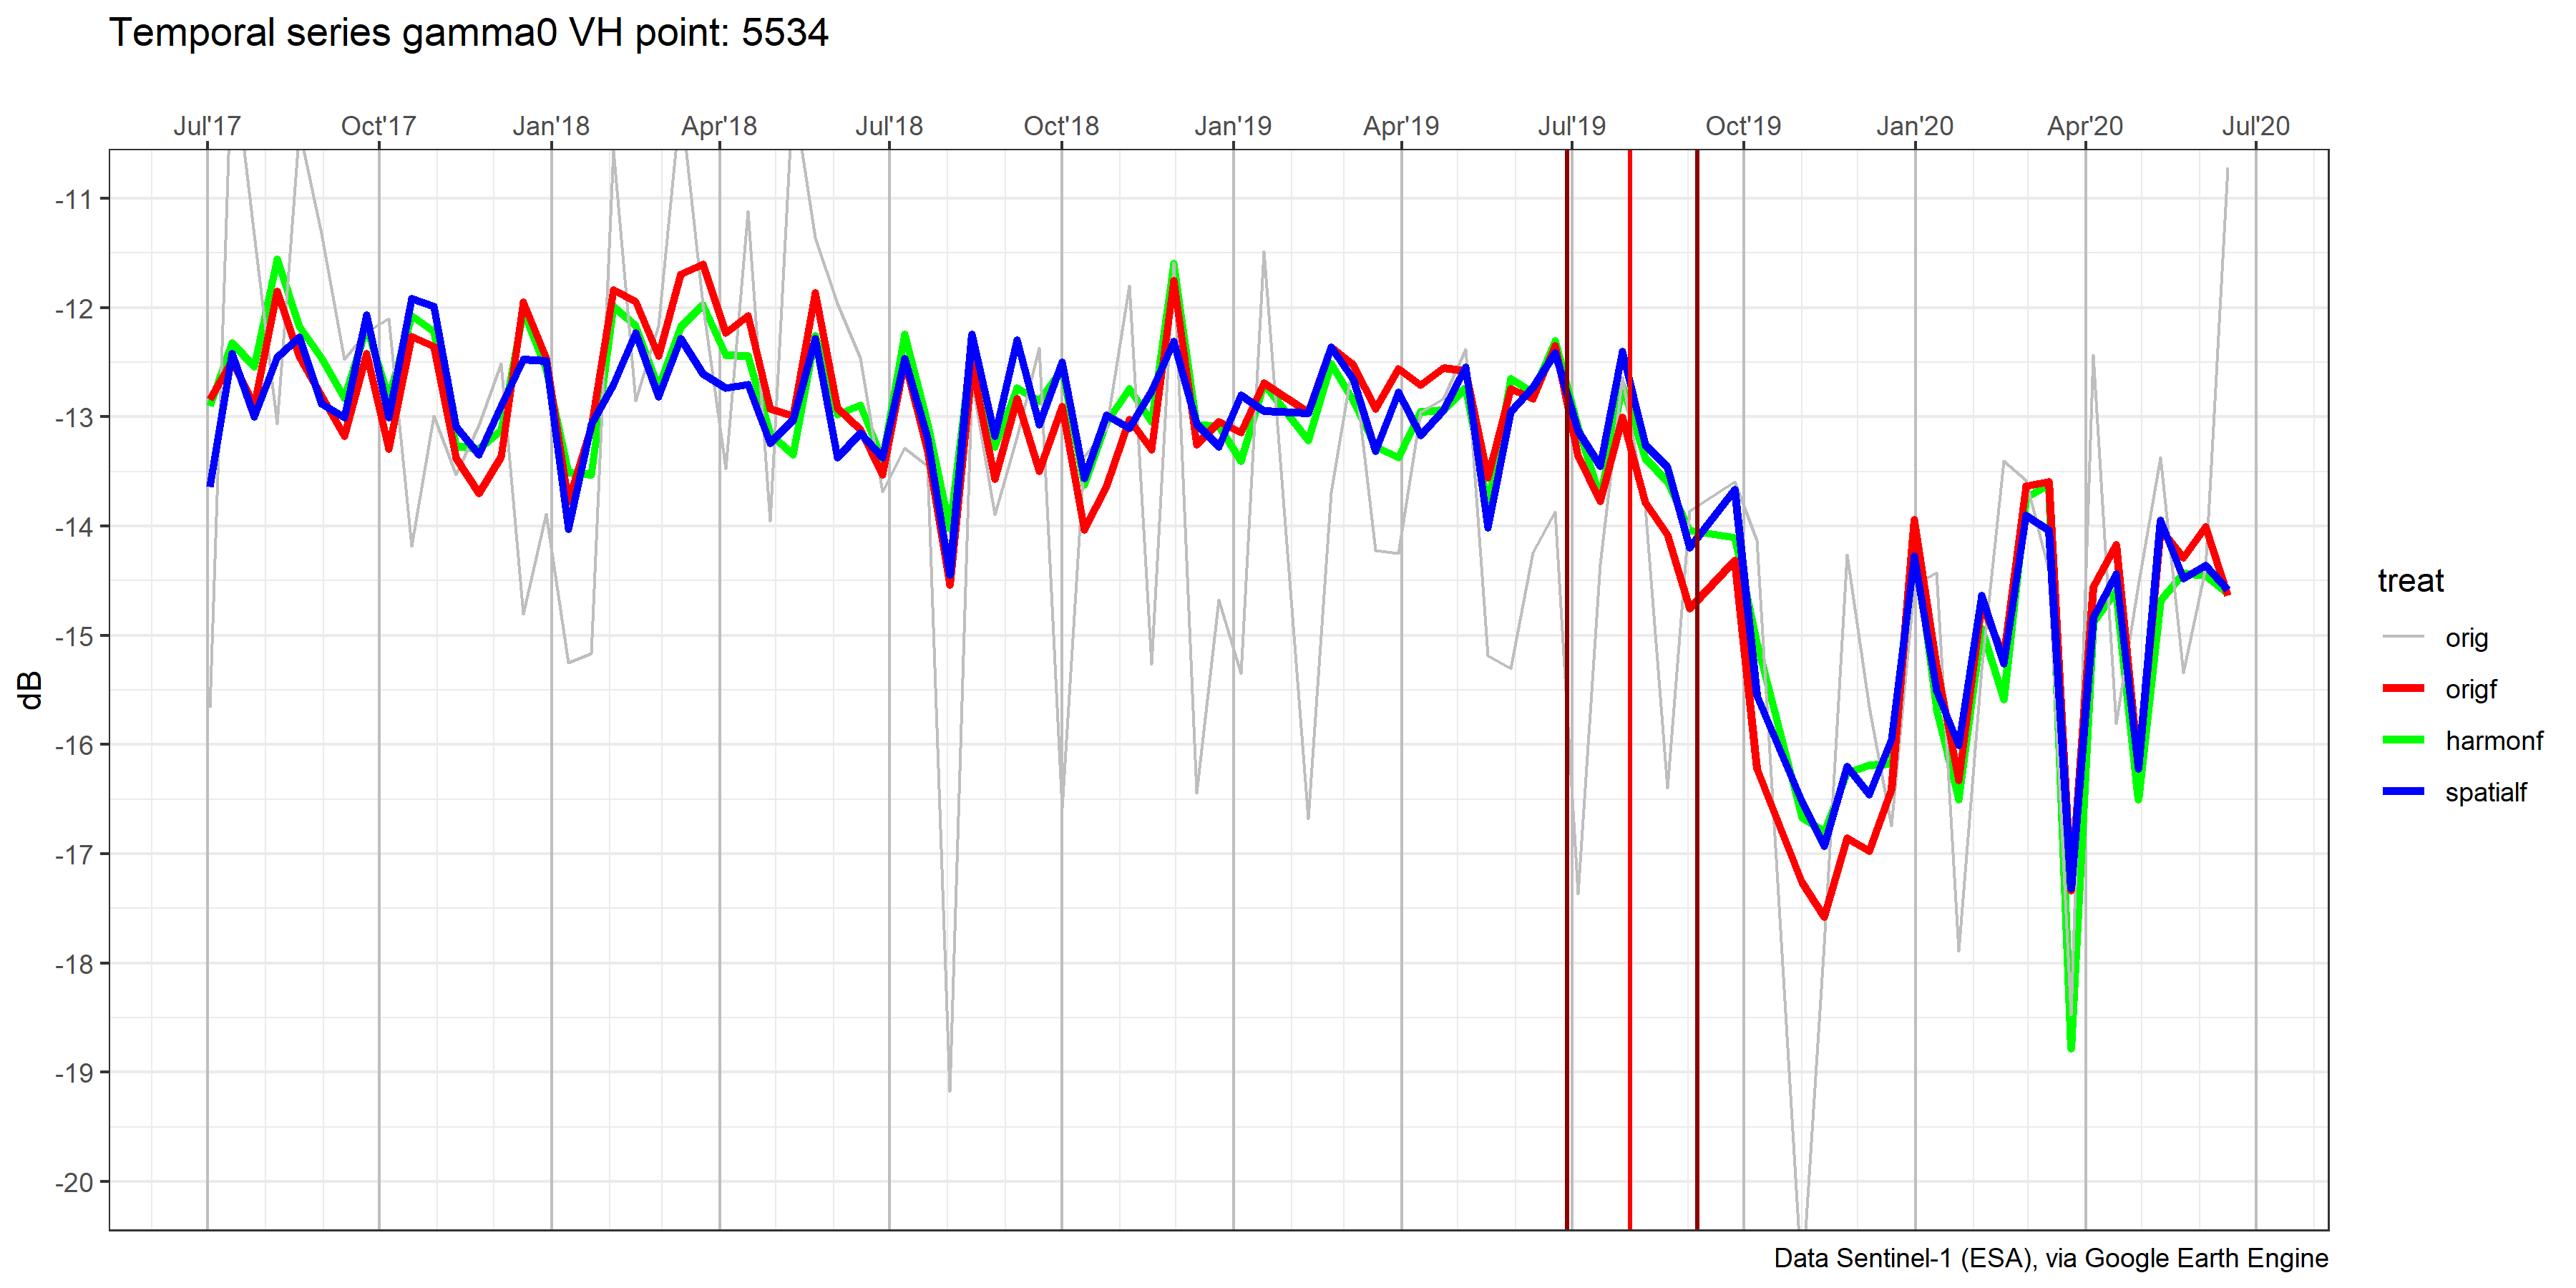 Temporal series gamma0 VH point: 5534
Jul'17 Oct'17 Jan'18 Apr'18 Jul'18 Oct'18 Jan'19 Apr'19 Jul'19 Oct'19 Jan'20 Apr'20 Jul'20
-11
-12
-13
-14
-15
-16
-17
-18
-19
-20
dB
treat
orig
origf
harmonf
spatialf
Data Sentinel-1 (ESA), via Google Earth Engine